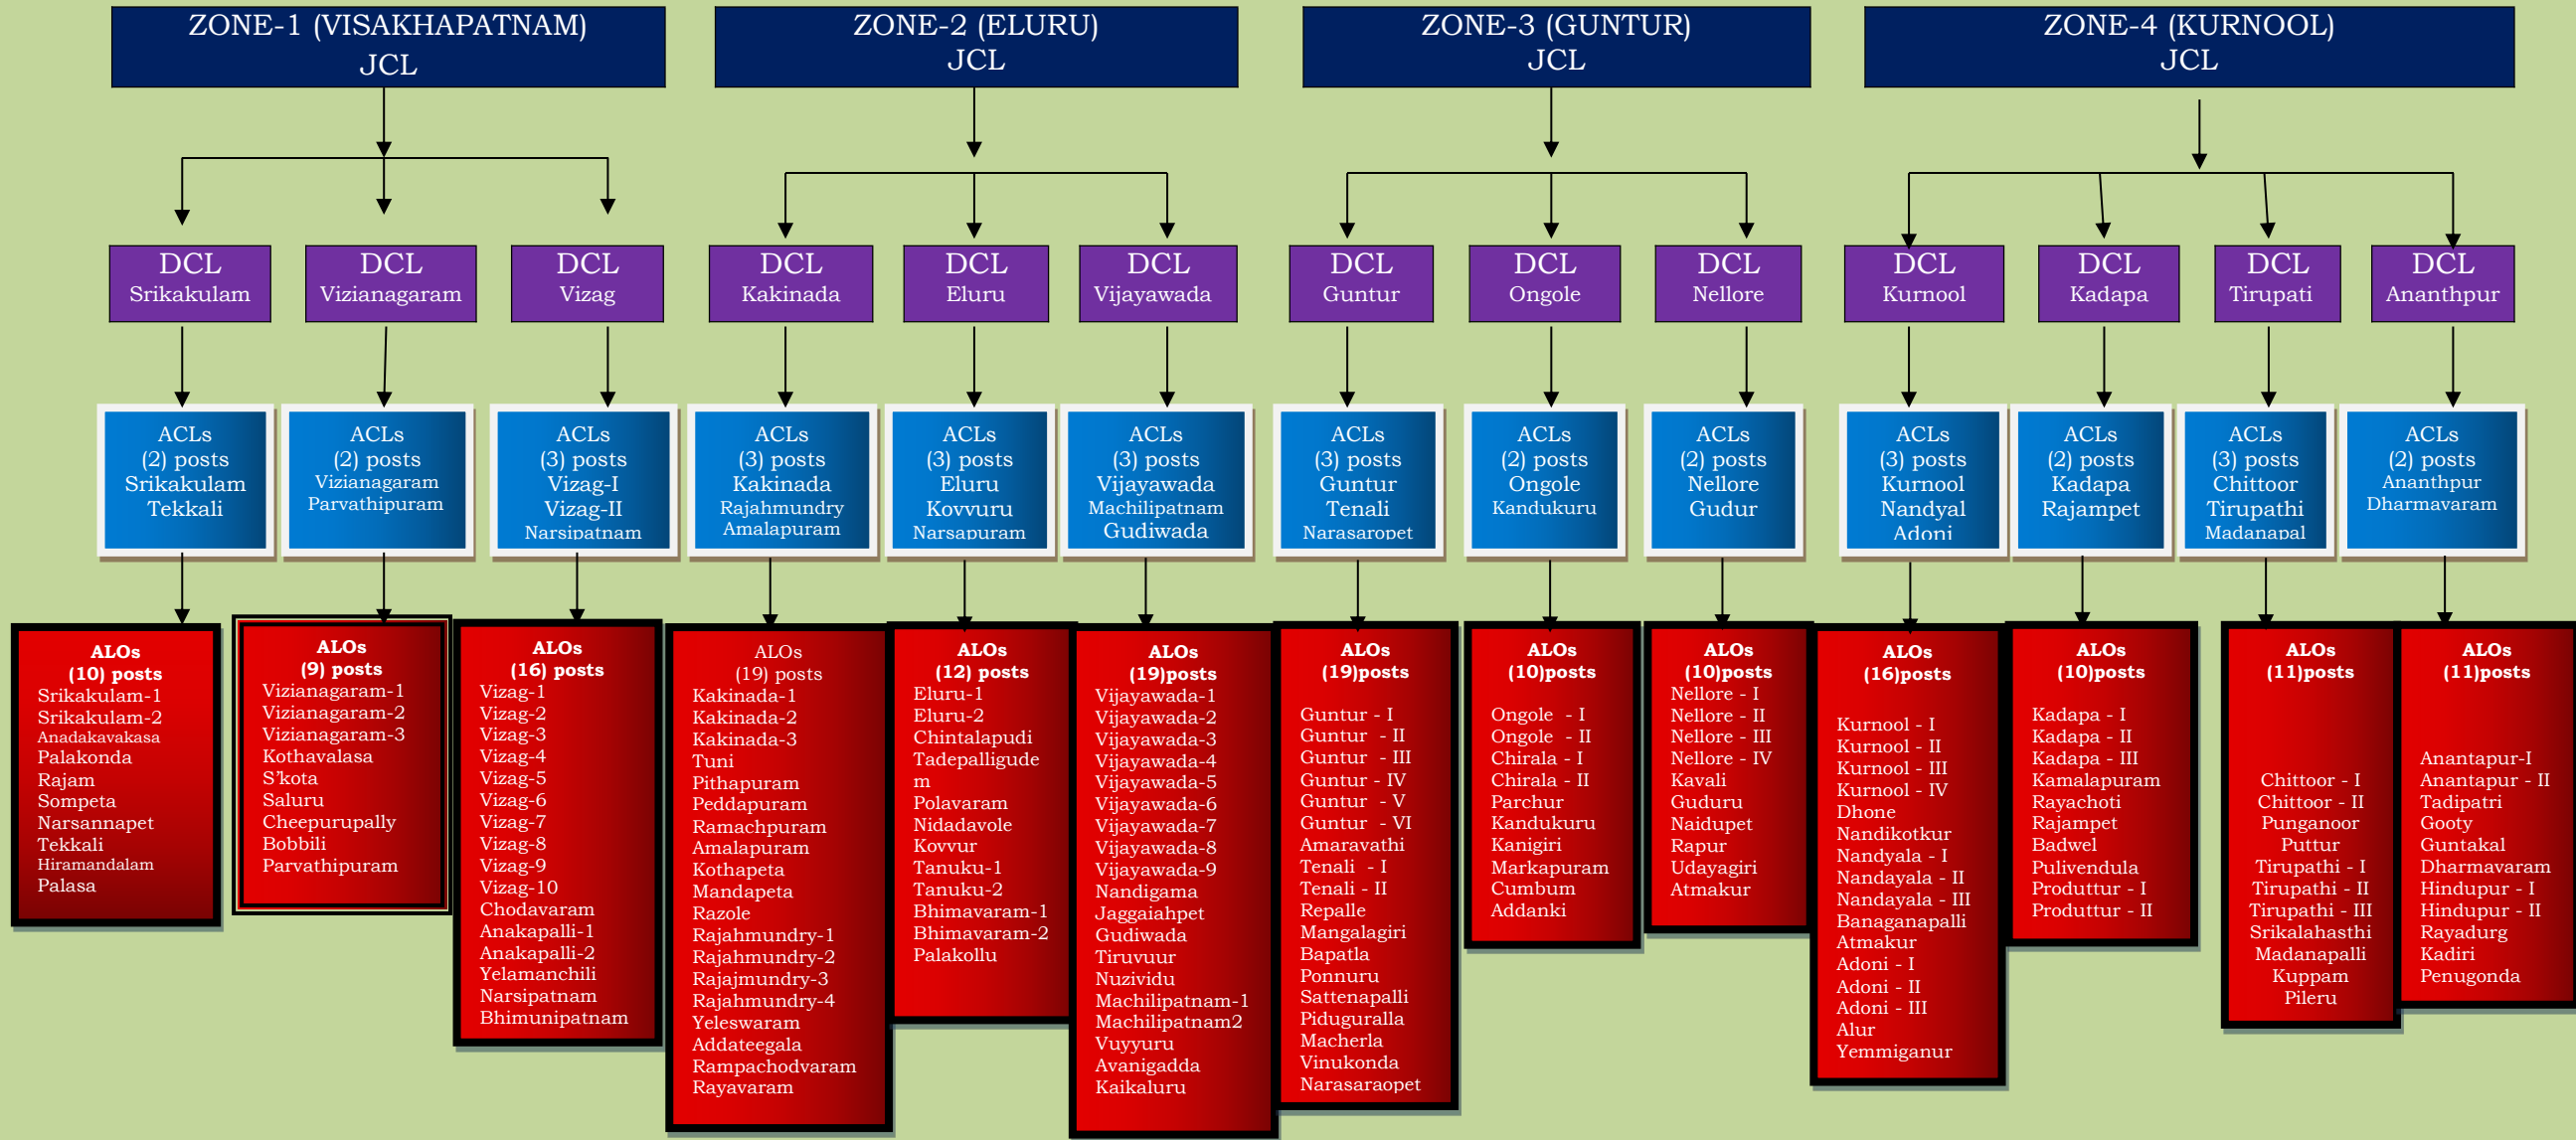 ZONE-1 (VISAKHAPATNAM)
JCL
ZONE-2 (ELURU)
JCL
ZONE-3 (GUNTUR)
JCL
ZONE-4 (KURNOOL)
JCL
DCL
Srikakulam
DCL
Vizianagaram
DCL
Vizag
DCL
Kakinada
DCL
Eluru
DCL
Vijayawada
DCL
Guntur
DCL
Ongole
DCL
Nellore
DCL
Kurnool
DCL
Kadapa
DCL
Tirupati
DCL
Ananthpur
ACLs
(2) posts
Srikakulam
Tekkali
ACLs
(2) posts
Vizianagaram
Parvathipuram
ACLs
(3) posts
Vizag-I
Vizag-II
Narsipatnam
ACLs
(3) posts
Kakinada
Rajahmundry
Amalapuram
ACLs
(3) posts
Eluru
Kovvuru
Narsapuram
ACLs
(3) posts
Vijayawada
Machilipatnam
Gudiwada
ACLs
(3) posts
Guntur
Tenali
Narasaropet
ACLs
(2) posts
Ongole
Kandukuru
ACLs
(2) posts
Nellore
Gudur
ACLs
(3) posts
Kurnool
Nandyal
Adoni
ACLs
(2) posts
Kadapa
Rajampet
ACLs
(3) posts
Chittoor
Tirupathi
Madanapal
ACLs
(2) posts
Ananthpur
Dharmavaram
ALOs
(10) posts
Srikakulam-1
Srikakulam-2
Anadakavakasa
Palakonda
Rajam
Sompeta
Narsannapet
Tekkali
Hiramandalam
Palasa
ALOs
(9) posts
Vizianagaram-1
Vizianagaram-2
Vizianagaram-3
Kothavalasa
S'kota
Saluru
Cheepurupally
Bobbili
Parvathipuram
ALOs
(16) posts
Vizag-1
Vizag-2
Vizag-3
Vizag-4
Vizag-5
Vizag-6
Vizag-7
Vizag-8
Vizag-9
Vizag-10
Chodavaram
Anakapalli-1
Anakapalli-2
Yelamanchili
Narsipatnam
Bhimunipatnam
ALOs
(19) posts
Kakinada-1
Kakinada-2
Kakinada-3
Tuni
Pithapuram
Peddapuram
Ramachpuram
Amalapuram
Kothapeta
Mandapeta
Razole
Rajahmundry-1
Rajahmundry-2
Rajajmundry-3
Rajahmundry-4
Yeleswaram
Addateegala
Rampachodvaram
Rayavaram
ALOs
(12) posts
Eluru-1
Eluru-2
Chintalapudi
Tadepalligude
m
Polavaram
Nidadavole
Kovvur
Tanuku-1
Tanuku-2
Bhimavaram-1
Bhimavaram-2
Palakollu
ALOs
(19)posts
Vijayawada-1
Vijayawada-2
Vijayawada-3
Vijayawada-4
Vijayawada-5
Vijayawada-6
Vijayawada-7
Vijayawada-8
Vijayawada-9
Nandigama
Jaggaiahpet
Gudiwada
Tiruvuur
Nuzividu
Machilipatnam-1
Machilipatnam2
Vuyyuru
Avanigadda
Kaikaluru
ALOs
(19)posts
Guntur - I
Guntur - II
Guntur - III
Guntur - IV
Guntur - V
Guntur - VI
Amaravathi
Tenali - I
Tenali - II
Repalle
Mangalagiri
Bapatla
Ponnuru
Sattenapalli
Piduguralla
Macherla
Vinukonda
Narasaraopet
ALOs
(10)posts
Ongole - I
Ongole - II
Chirala - I
Chirala - II
Parchur
Kandukuru
Kanigiri
Markapuram
Cumbum
Addanki
ALOs
(10)posts
Nellore - I
Nellore - II
Nellore - III
Nellore - IV
Kavali
Guduru
Naidupet
Rapur
Udayagiri
Atmakur
ALOs
(16)posts
Kurnool - I
Kurnool - II
Kurnool - III
Kurnool - IV
Dhone
Nandikotkur
Nandyala - I
Nandayala - II
Nandayala - III
Banaganapalli
Atmakur
Adoni - I
Adoni - II
Adoni - III
Alur
Yemmiganur
ALOs
(10)posts
Kadapa - I
Kadapa - II
Kadapa - III
Kamalapuram
Rayachoti
Rajampet
Badwel
Pulivendula
Produttur - I
Produttur - II
ALOs
(11)posts
Chittoor - I
Chittoor - II
Punganoor
Puttur
Tirupathi - I
Tirupathi - II
Tirupathi - III
Srikalahasthi
Madanapalli
Kuppam
Pileru
ALOs
(11)posts
Anantapur-I
Anantapur - II
Tadipatri
Gooty
Guntakal
Dharmavaram
Hindupur - I
Hindupur - II
Rayadurg
Kadiri
Penugonda